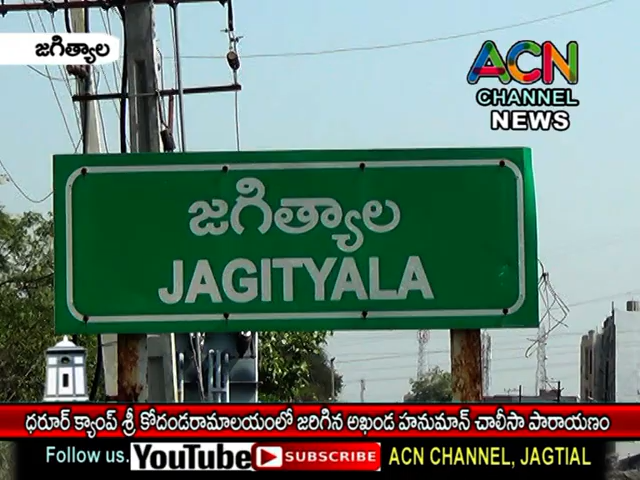 జగిత్యాల
ACN
CHANNEL
NEWS
జగిత్యాల
JAGITYALA
ధరూర్ క్యాంప్ శ్రీ కోదండరామాలయంలో జరిగిన అఖండ హనుమాన్ చాలీసా పారాయణం
Follow us. YouTube SUBSCRIBE ACN CHANNEL, JAGTIAL